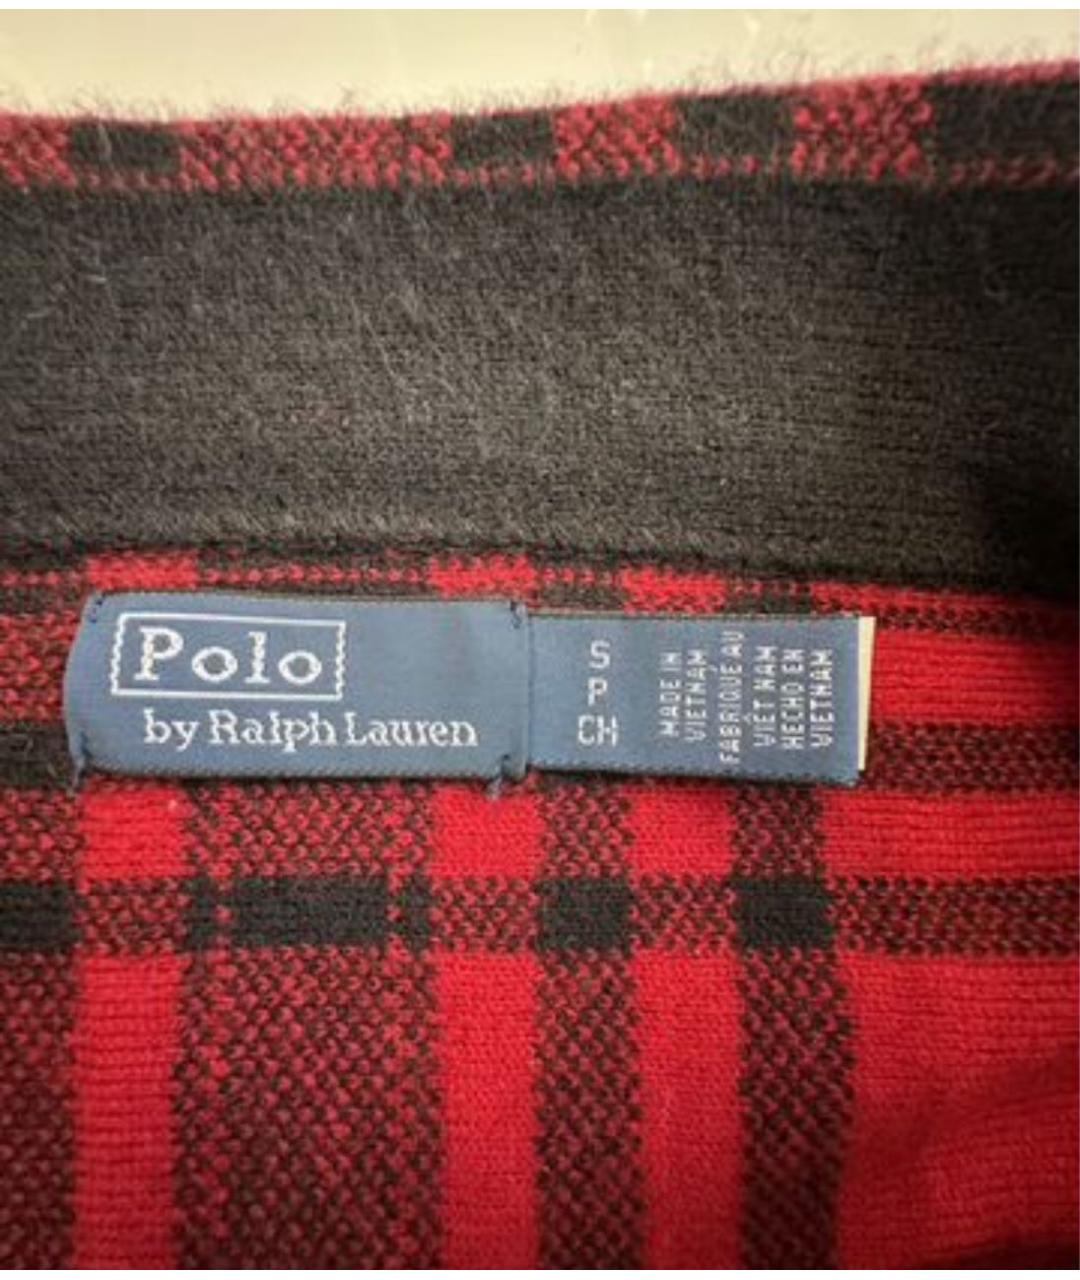 Polo
by Ralph Lauren
S
P
CH
MADE IN
VIETNAM
FABRIQUÉ AU
VIÊT NAM
HECHO EN
VIETNAM